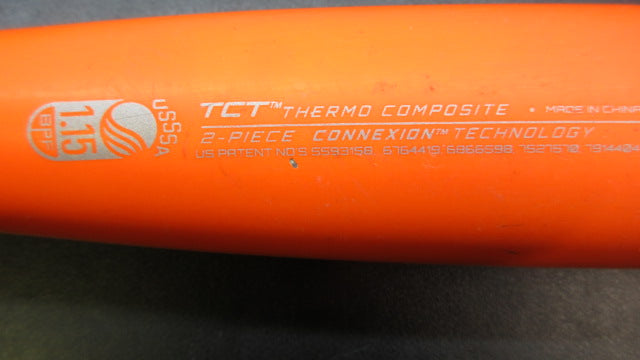 USSSA
1.15
BPF
TCT™ THERMO COMPOSITE • MADE IN CHINA
2-PIECE CONNEXION™ TECHNOLOGY
US PATENT NO'S 5593158, 6764419, 6866598, 7527570, 7914404